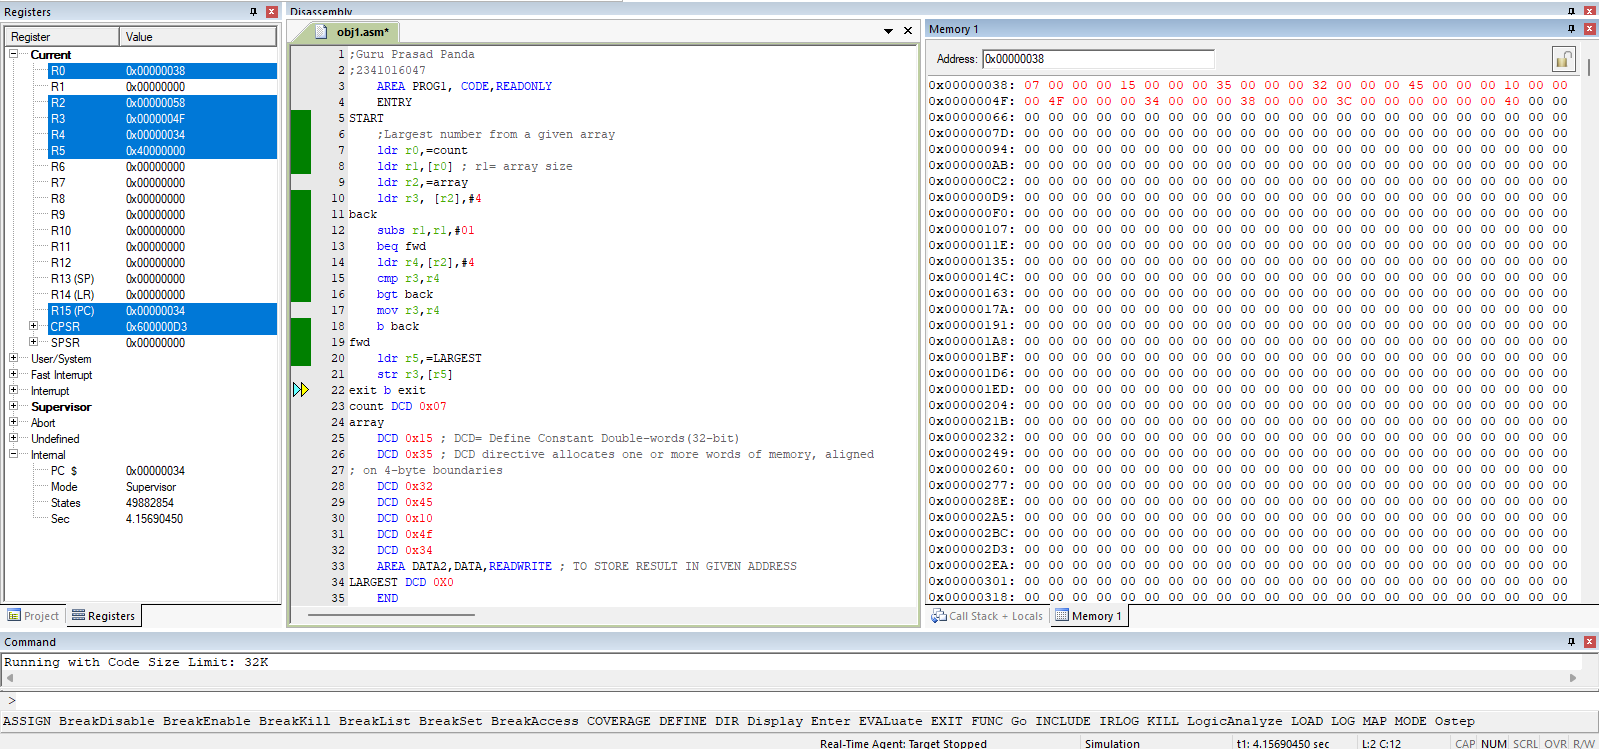 Registers
Register Value
Current
R0 0x00000038
R1 0x00000000
R2 0x00000058
R3 0x0000004F
R4 0x00000034
R5 0x40000000
R6 0x00000000
R7 0x00000000
R8 0x00000000
R9 0x00000000
R10 0x00000000
R11 0x00000000
R12 0x00000000
R13 (SP) 0x00000000
R14 (LR) 0x00000000
R15 (PC) 0x00000034
CPSR 0x600000D3
SPSR 0x00000000
User/System
Fast Interrupt
Interrupt
Supervisor
Abort
Undefined
Internal
PC $ 0x00000034
Mode Supervisor
States 49882854
Sec 4.15690450
Project Registers
Disassembly
obj1.asm*
1 ;Guru Prasad Panda
2 ;2341016047
3 AREA PROG1, CODE,READONLY
4 ENTRY
5 START
6 ;Largest number from a given array
7 ldr r0,=count
8 ldr r1,[r0] ; r1= array size
9 ldr r2,=array
10 ldr r3, [r2],#4
11 back
12 subs r1,r1,#01
13 beq fwd
14 ldr r4,[r2],#4
15 cmp r3,r4
16 bgt back
17 mov r3,r4
18 b back
19 fwd
20 ldr r5,=LARGEST
21 str r3,[r5]
22 exit b exit
23 count DCD 0x07
24 array
25 DCD 0x15 ; DCD= Define Constant Double-words(32-bit)
26 DCD 0x35 ; DCD directive allocates one or more words of memory, aligned
27 ; on 4-byte boundaries
28 DCD 0x32
29 DCD 0x45
30 DCD 0x10
31 DCD 0x4f
32 DCD 0x34
33 AREA DATA2,DATA,READWRITE ; TO STORE RESULT IN GIVEN ADDRESS
34 LARGEST DCD 0X0
35 END
Memory 1
Address: 0x00000038
0x00000038: 07 00 00 00 15 00 00 00 35 00 00 00 32 00 00 00 45 00 00 00 10 00 00
0x0000004F: 00 4F 00 00 00 34 00 00 00 38 00 00 00 3C 00 00 00 00 00 00 40 00 00
0x00000066: 00 00 00 00 00 00 00 00 00 00 00 00 00 00 00 00 00 00 00 00 00 00 00
0x0000007D: 00 00 00 00 00 00 00 00 00 00 00 00 00 00 00 00 00 00 00 00 00 00 00
0x00000094: 00 00 00 00 00 00 00 00 00 00 00 00 00 00 00 00 00 00 00 00 00 00 00
0x000000AB: 00 00 00 00 00 00 00 00 00 00 00 00 00 00 00 00 00 00 00 00 00 00 00
0x000000C2: 00 00 00 00 00 00 00 00 00 00 00 00 00 00 00 00 00 00 00 00 00 00 00
0x000000D9: 00 00 00 00 00 00 00 00 00 00 00 00 00 00 00 00 00 00 00 00 00 00 00
0x000000F0: 00 00 00 00 00 00 00 00 00 00 00 00 00 00 00 00 00 00 00 00 00 00 00
0x00000107: 00 00 00 00 00 00 00 00 00 00 00 00 00 00 00 00 00 00 00 00 00 00 00
0x0000011E: 00 00 00 00 00 00 00 00 00 00 00 00 00 00 00 00 00 00 00 00 00 00 00
0x00000135: 00 00 00 00 00 00 00 00 00 00 00 00 00 00 00 00 00 00 00 00 00 00 00
0x0000014C: 00 00 00 00 00 00 00 00 00 00 00 00 00 00 00 00 00 00 00 00 00 00 00
0x00000163: 00 00 00 00 00 00 00 00 00 00 00 00 00 00 00 00 00 00 00 00 00 00 00
0x0000017A: 00 00 00 00 00 00 00 00 00 00 00 00 00 00 00 00 00 00 00 00 00 00 00
0x00000191: 00 00 00 00 00 00 00 00 00 00 00 00 00 00 00 00 00 00 00 00 00 00 00
0x000001A8: 00 00 00 00 00 00 00 00 00 00 00 00 00 00 00 00 00 00 00 00 00 00 00
0x000001BF: 00 00 00 00 00 00 00 00 00 00 00 00 00 00 00 00 00 00 00 00 00 00 00
0x000001D6: 00 00 00 00 00 00 00 00 00 00 00 00 00 00 00 00 00 00 00 00 00 00 00
0x000001ED: 00 00 00 00 00 00 00 00 00 00 00 00 00 00 00 00 00 00 00 00 00 00 00
0x00000204: 00 00 00 00 00 00 00 00 00 00 00 00 00 00 00 00 00 00 00 00 00 00 00
0x0000021B: 00 00 00 00 00 00 00 00 00 00 00 00 00 00 00 00 00 00 00 00 00 00 00
0x00000232: 00 00 00 00 00 00 00 00 00 00 00 00 00 00 00 00 00 00 00 00 00 00 00
0x00000249: 00 00 00 00 00 00 00 00 00 00 00 00 00 00 00 00 00 00 00 00 00 00 00
0x00000260: 00 00 00 00 00 00 00 00 00 00 00 00 00 00 00 00 00 00 00 00 00 00 00
0x00000277: 00 00 00 00 00 00 00 00 00 00 00 00 00 00 00 00 00 00 00 00 00 00 00
0x0000028E: 00 00 00 00 00 00 00 00 00 00 00 00 00 00 00 00 00 00 00 00 00 00 00
0x000002A5: 00 00 00 00 00 00 00 00 00 00 00 00 00 00 00 00 00 00 00 00 00 00 00
0x000002BC: 00 00 00 00 00 00 00 00 00 00 00 00 00 00 00 00 00 00 00 00 00 00 00
0x000002D3: 00 00 00 00 00 00 00 00 00 00 00 00 00 00 00 00 00 00 00 00 00 00 00
0x000002EA: 00 00 00 00 00 00 00 00 00 00 00 00 00 00 00 00 00 00 00 00 00 00 00
0x00000301: 00 00 00 00 00 00 00 00 00 00 00 00 00 00 00 00 00 00 00 00 00 00 00
0x00000318: 00 00 00 00 00 00 00 00 00 00 00 00 00 00 00 00 00 00 00 00 00 00 00
Call Stack + Locals Memory 1
Command
Running with Code Size Limit: 32K
>
ASSIGN BreakDisable BreakEnable BreakKill BreakList BreakSet BreakAccess COVERAGE DEFINE DIR Display Enter EVALuate EXIT FUNC Go INCLUDE IRLOG KILL LogicAnalyze LOAD LOG MAP MODE Ostep
Real-Time Agent: Target Stopped Simulation t1: 4.15690450 sec L:2 C:12 CAP NUM SCRL OVR R/W